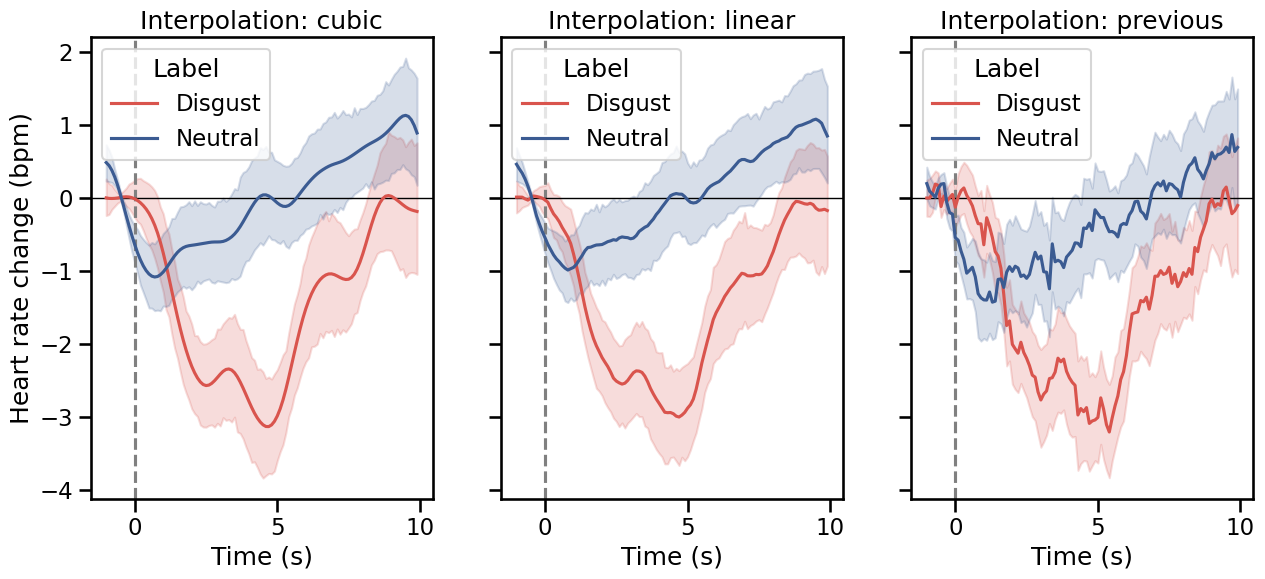 Interpolation: cubic
Interpolation: linear
Interpolation: previous
Heart rate change (bpm)
2
1
0
−1
−2
−3
−4
Label
Disgust
Neutral
0
5
10
Time (s)
Label
Disgust
Neutral
0
5
10
Time (s)
Label
Disgust
Neutral
0
5
10
Time (s)